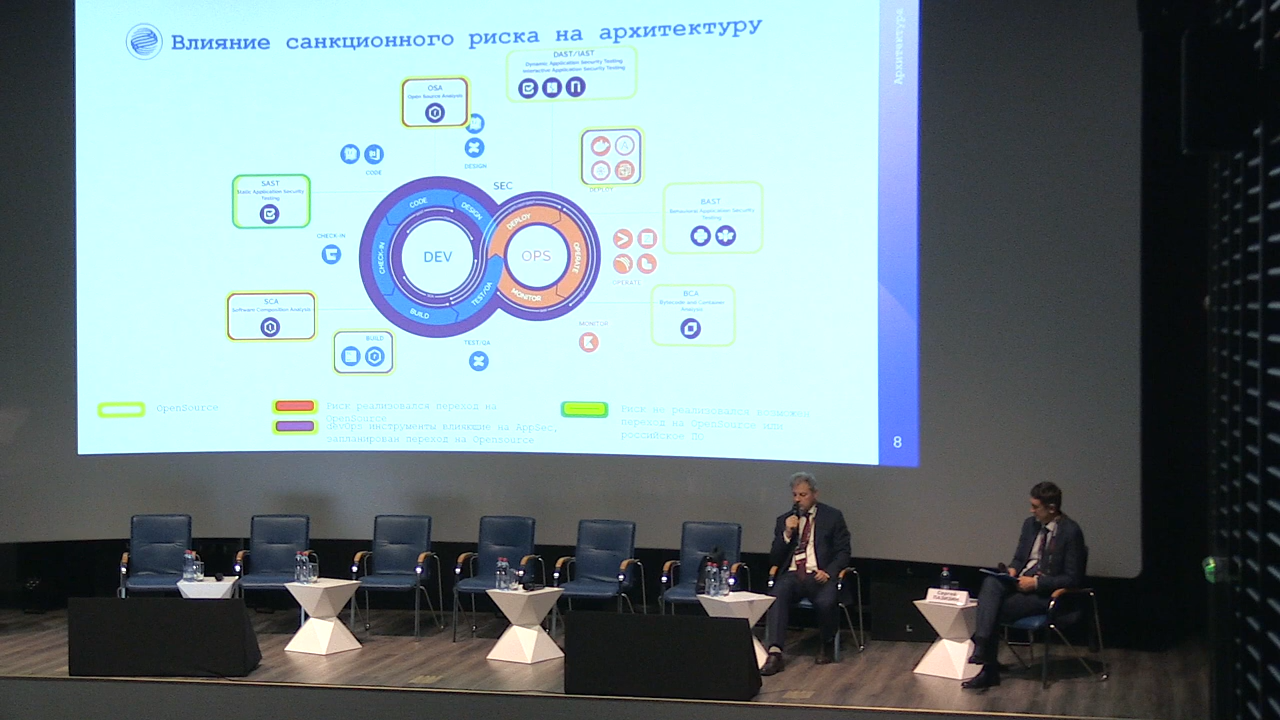 Влияние санкционного риска на архитектуру
Архитектура
DAST/IAST
Dynamic Application Security Testing
Interactive Application Security Testing
OSA
Open Source Analysis
CODE
DESIGN
DEPLOY
SAST
Static Application Security
Testing
SEC
BAST
Behavioral Application Security
Testing
CHECK-IN
CODE
DESIGN
DEPLOY
CHECK-IN
DEV
OPS
OPERATE
OPERATE
TEST/QA
MONITOR
BUILD
SCA
Software Composition Analysis
BCA
Bytecode and Container
Analysis
BUILD
TEST/QA
MONITOR
OpenSource
Риск реализовался переход на
OpenSource
devOps инструменты влияющие на AppSec,
запланирован переход на Opensource
Риск не реализовался возможен
переход на OpenSource или
российское ПО
8
Сергей